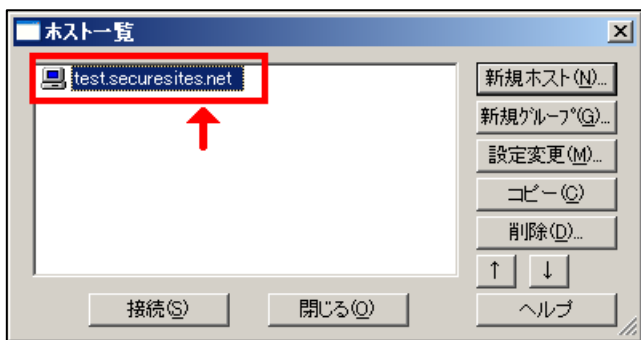 ホスト一覧
test.securesites.net
新規ホスト(N)...
新規グループ(G)...
設定変更(M)...
コピー(C)
削除(D)...
↑ ↓
接続(S) 閉じる(O) ヘルプ